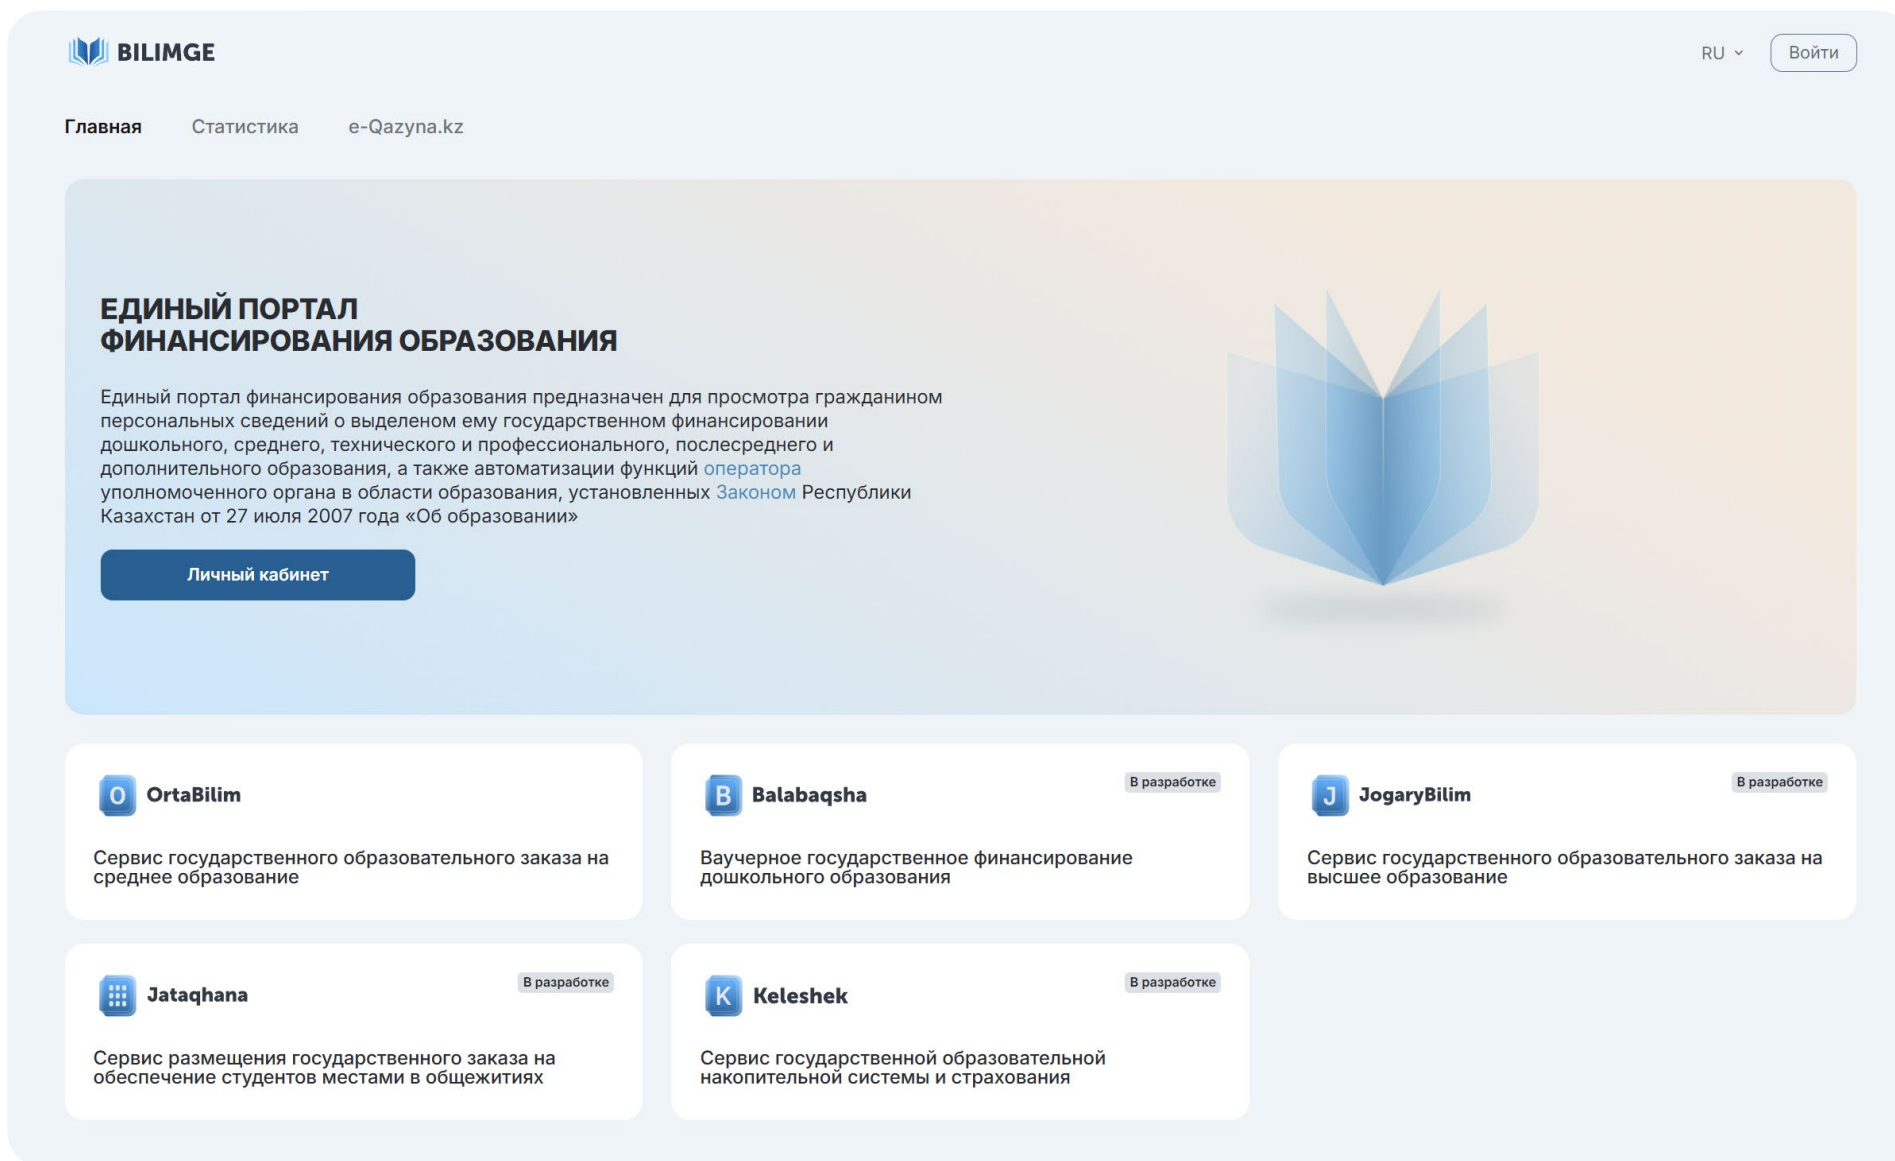 BILIMGE
RU
Войти
Главная
Статистика
e-Qazyna.kz
ЕДИНЫЙ ПОРТАЛ
ФИНАНСИРОВАНИЯ ОБРАЗОВАНИЯ
Единый портал финансирования образования предназначен для просмотра гражданином
персональных сведений о выделеном ему государственном финансировании
дошкольного, среднего, технического и профессионального, послесреднего и
дополнительного образования, а также автоматизации функций оператора
уполномоченного органа в области образования, установленных Законом Республики
Казахстан от 27 июля 2007 года «Об образовании»
Личный кабинет
O
OrtaBilim
Сервис государственного образовательного заказа на
среднее образование
B
Balabaqsha
В разработке
Ваучерное государственное финансирование
дошкольного образования
J
JogaryBilim
В разработке
Сервис государственного образовательного заказа на
высшее образование
Jataqhana
В разработке
Сервис размещения государственного заказа на
обеспечение студентов местами в общежитиях
K
Keleshek
В разработке
Сервис государственной образовательной
накопительной системы и страхования